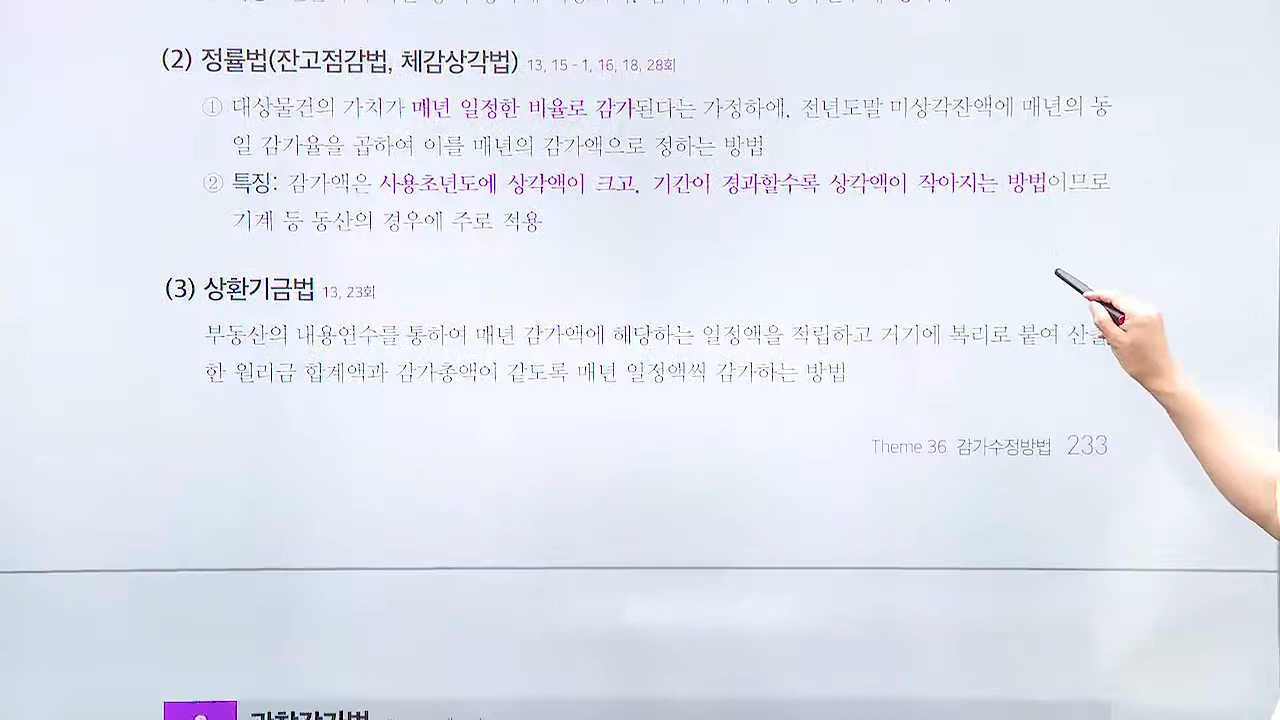 (2) 정률법(잔고점감법, 체감상각법) 13, 15-1, 16, 18, 28회
① 대상물건의 가치가 매년 일정한 비율로 감가된다는 가정하에, 전년도말 미상각잔액에 매년의 동
일 감가율을 곱하여 이를 매년의 감가액으로 정하는 방법
② 특징: 감가액은 사용초년도에 상각액이 크고, 기간이 경과할수록 상각액이 작아지는 방법이므로
기계 등 동산의 경우에 주로 적용
(3) 상환기금법 13, 23회
부동산의 내용연수를 통하여 매년 감가액에 해당하는 일정액을 적립하고 거기에 복리로 붙여 산출
한 원리금 합계액과 감가총액이 같도록 매년 일정액씩 감가하는 방법
Theme 36 감가수정방법 233